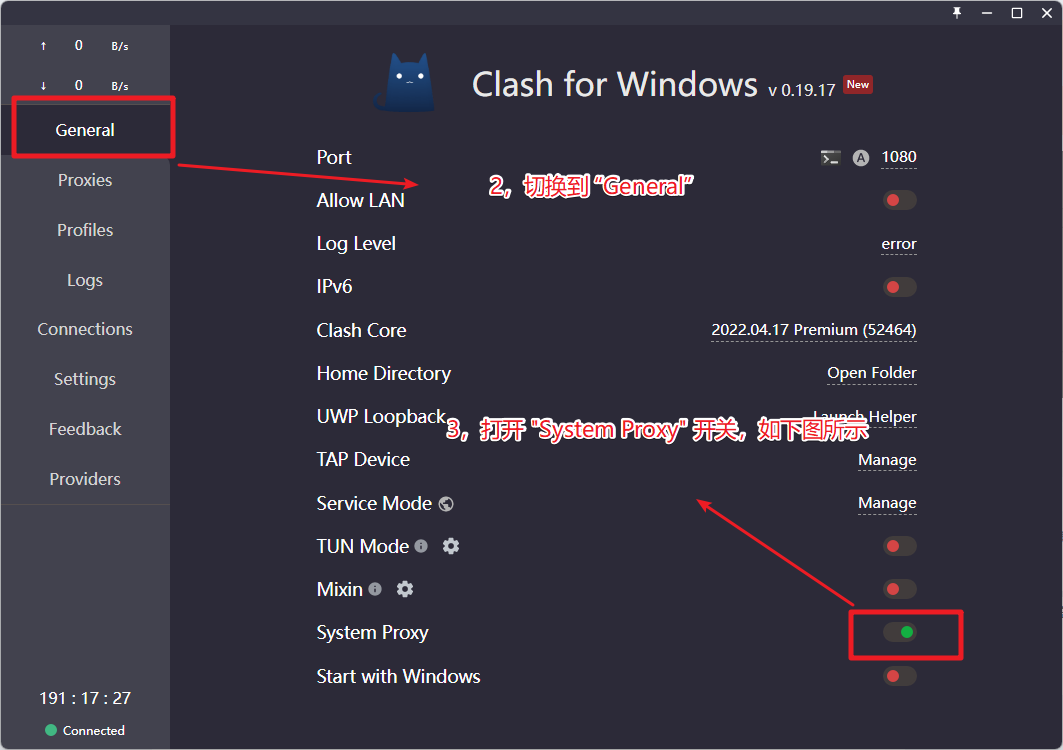 ↑ 0 B/s
↓ 0 B/s
General
Proxies
Profiles
Logs
Connections
Settings
Feedback
Providers
191 : 17 : 27
Connected
Clash for Windows v 0.19.17 New
Port A 1080
2，切换到 “General”
Allow LAN
Log Level error
IPv6
Clash Core 2022.04.17 Premium (52464)
Home Directory Open Folder
UWP Loopback Launch Helper
3，打开 "System Proxy" 开关，如下图所示
TAP Device Manage
Service Mode Manage
TUN Mode
Mixin
System Proxy
Start with Windows